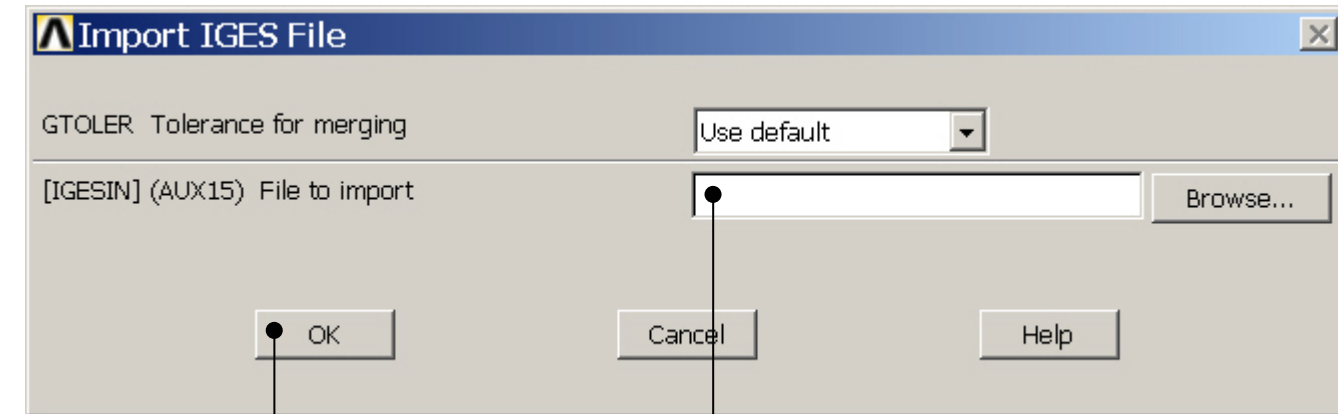 Import IGES File
GTOLER Tolerance for merging
Use default
[IGESIN] (AUX15) File to import
Browse...
OK
Cancel
Help